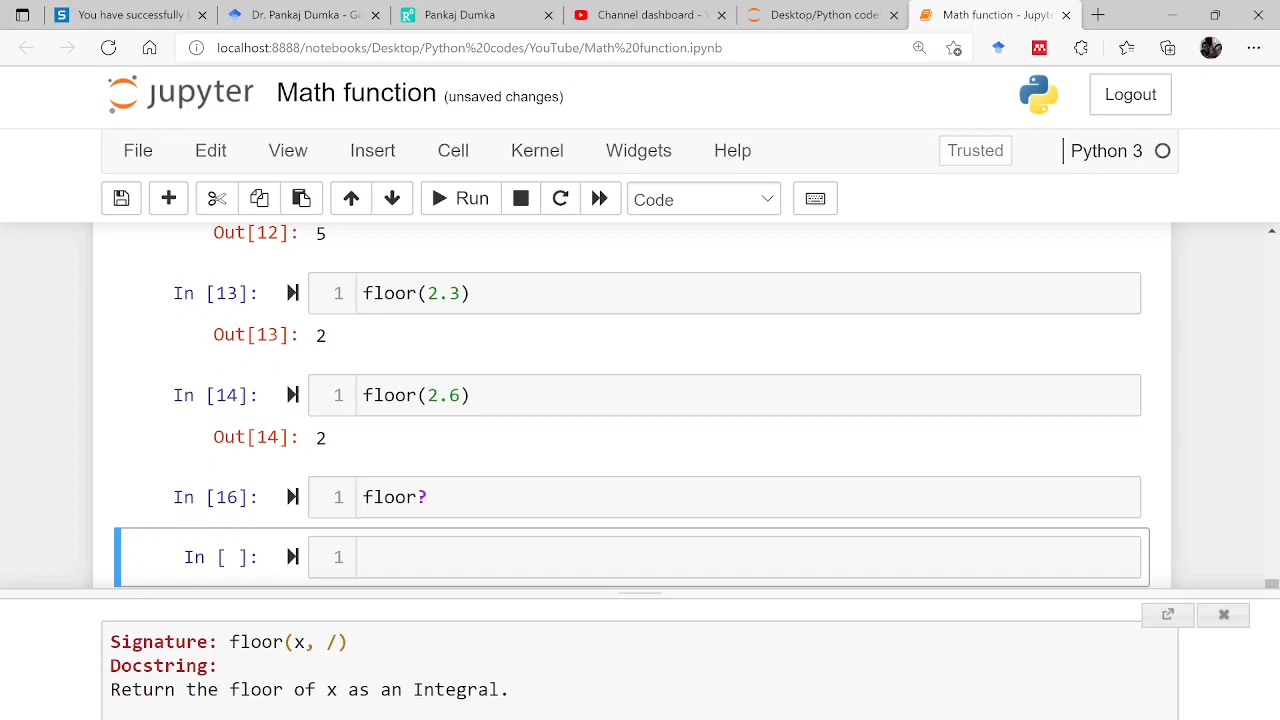 You have successfully
Dr. Pankaj Dumka - Go
Pankaj Dumka
Channel dashboard - Y
Desktop/Python code
Math function - Jupyte
localhost:8888/notebooks/Desktop/Python%20codes/YouTube/Math%20function.ipynb
jupyter Math function (unsaved changes)
Logout
File Edit View Insert Cell Kernel Widgets Help
Trusted
Python 3
Run
Code
Out[12]: 5
In [13]: 1 floor(2.3)
Out[13]: 2
In [14]: 1 floor(2.6)
Out[14]: 2
In [16]: 1 floor?
In [ ]: 1
Signature: floor(x, /)
Docstring:
Return the floor of x as an Integral.